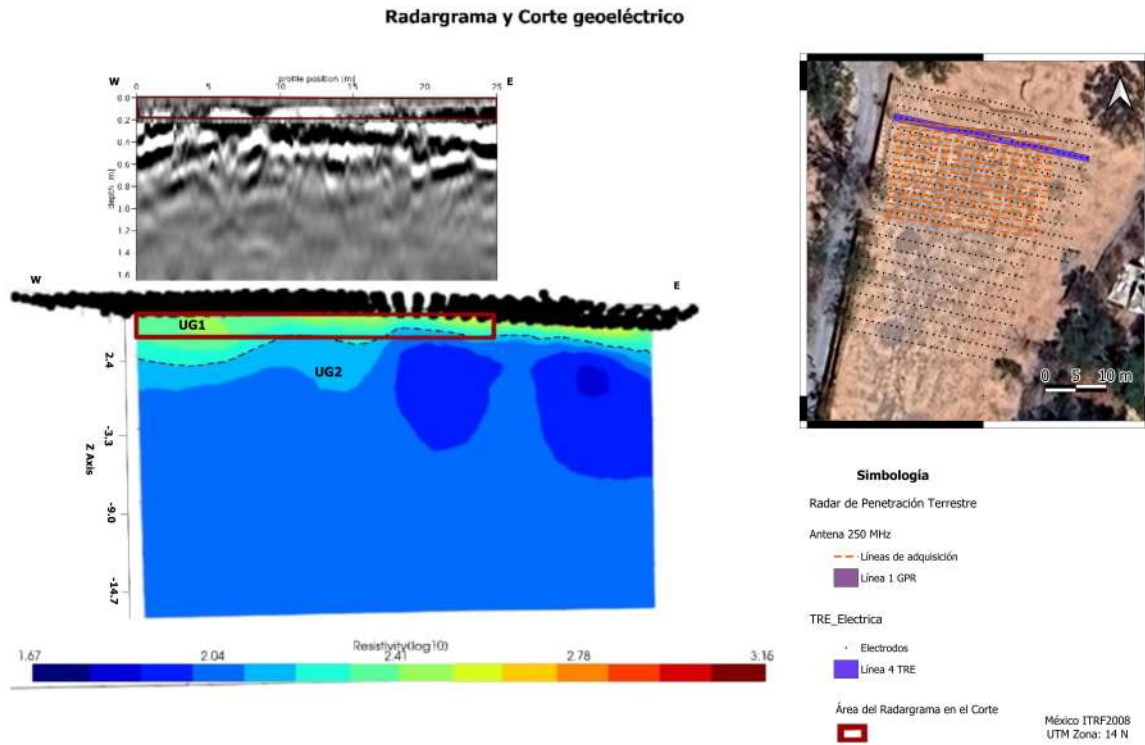 Radargrama y Corte geoeléctrico
W
profile position [m]
E
0 5 10 15 20 25
depth [m]
0.0
0.2
0.4
0.6
0.8
1.0
1.2
1.4
1.6
W
E
UG1
UG2
Z Axis
2.4
-3.3
-9.0
-14.7
Resistivity(log10)
1.67 2.04 2.41 2.78 3.16
0 5 10 m
Simbología
Radar de Penetración Terrestre
Antena 250 MHz
Líneas de adquisición
Línea 1 GPR
TRE_Electrica
Electrodos
Línea 4 TRE
Área del Radargrama en el Corte
México ITRF2008
UTM Zona: 14 N